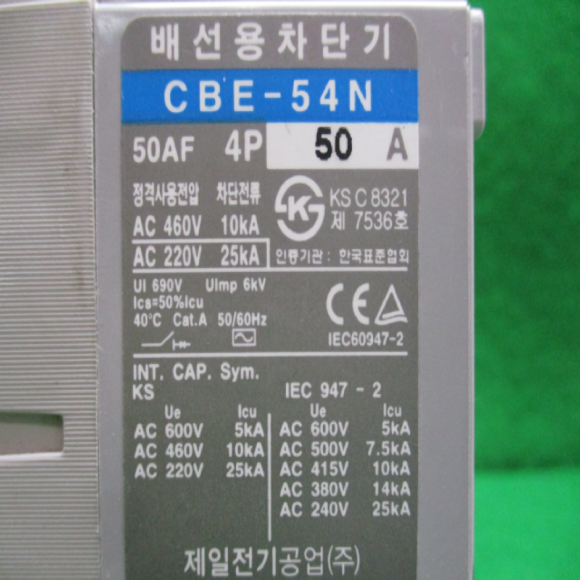 배선용차단기
CBE-54N
50AF 4P 50 A
정격사용전압 차단전류
AC 460V 10kA
AC 220V 25kA
K
KS C 8321
제 7536호
인증기관 : 한국표준협회
UI 690V UImp 6kV
Ics=50%Icu
40°C Cat.A 50/60Hz
CE
IEC60947-2
INT. CAP. Sym.
KS
Ue Icu
AC 600V 5kA
AC 460V 10kA
AC 220V 25kA
IEC 947 - 2
Ue Icu
AC 600V 5kA
AC 500V 7.5kA
AC 415V 10kA
AC 380V 14kA
AC 240V 25kA
제일전기공업(주)